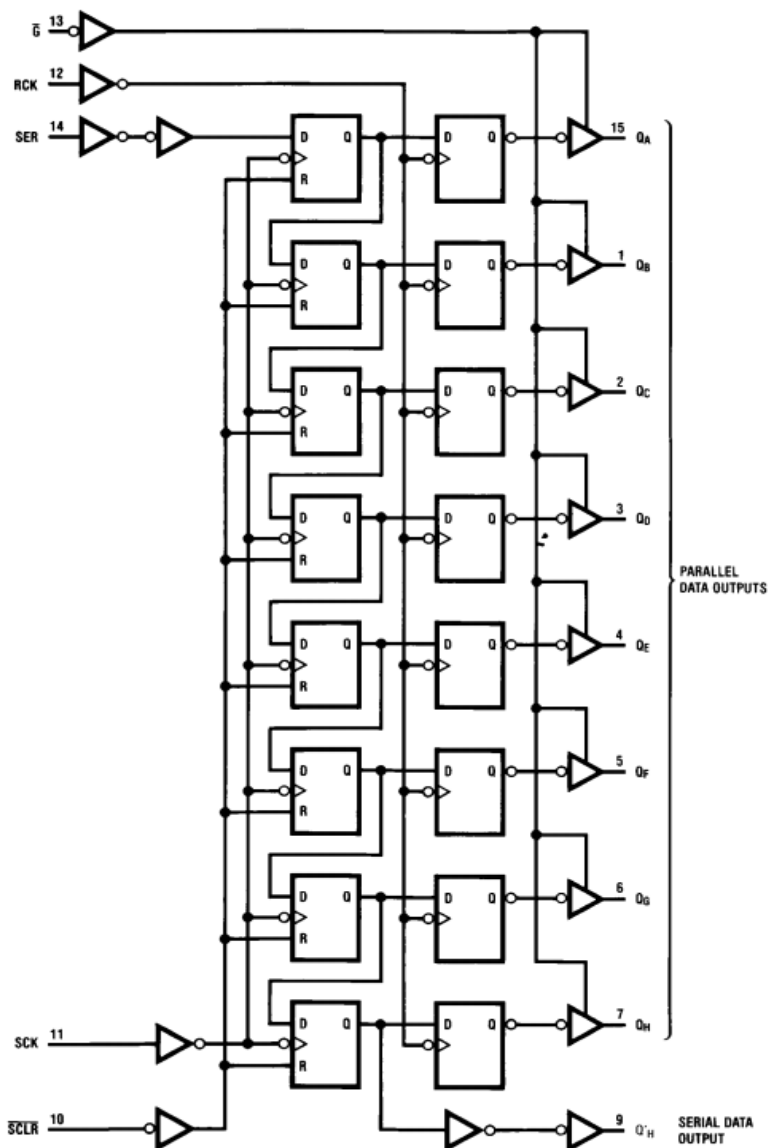 G̅ 13
RCK 12
SER 14
D Q D Q 15 QA
R
D Q D Q 1 QB
R
D Q D Q 2 QC
R
D Q D Q 3 QD
R
PARALLEL
DATA OUTPUTS
D Q D Q 4 QE
R
D Q D Q 5 QF
R
D Q D Q 6 QG
R
D Q D Q 7 QH
SCK 11
R
S̅C̅L̅R̅ 10
9 Q'H SERIAL DATA
OUTPUT